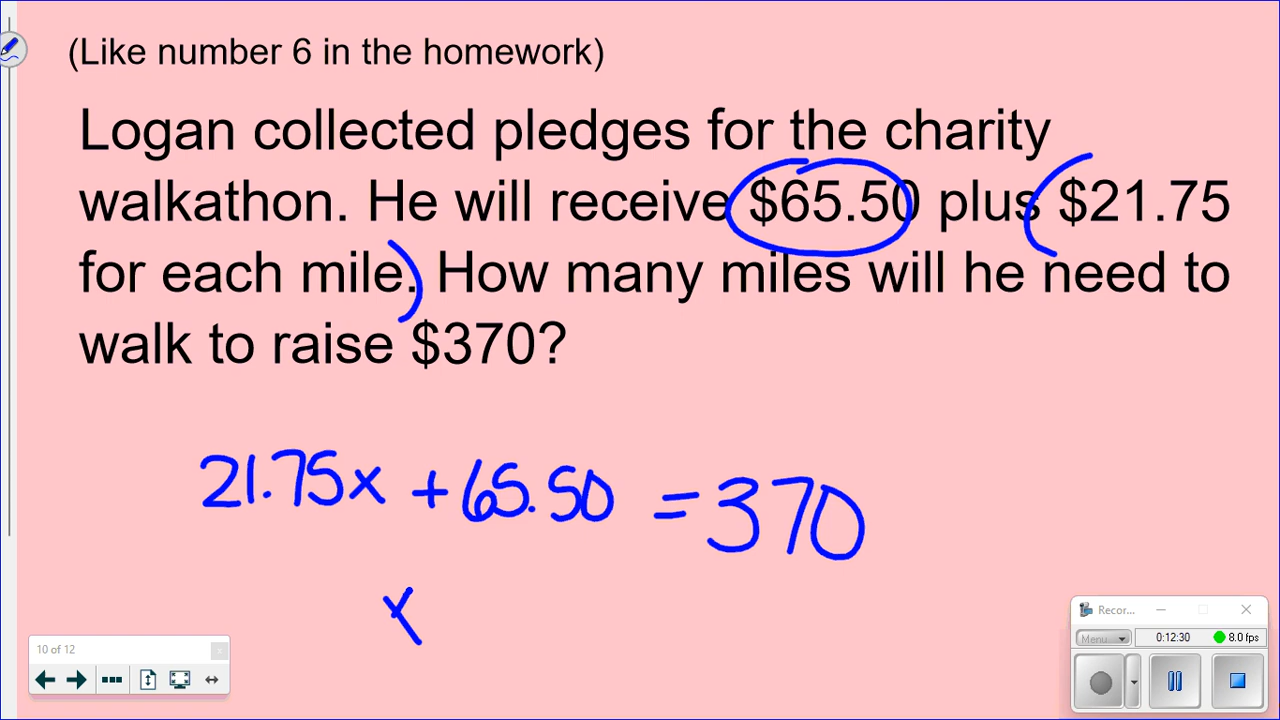 (Like number 6 in the homework)
Logan collected pledges for the charity
walkathon. He will receive $65.50 plus $21.75
for each mile. How many miles will he need to
walk to raise $370?
21.75x + 65.50 = 370
x
10 of 12
x
Recor...
Menu
0:12:30
8.0 fps